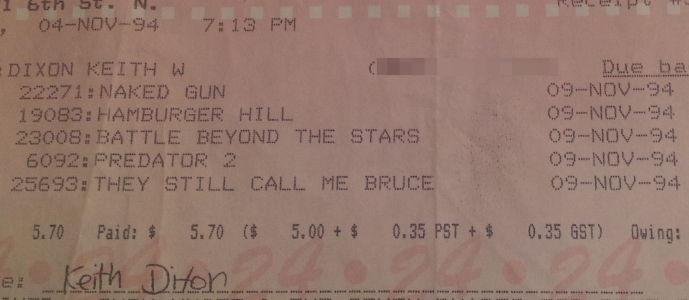 6th St. N.    Receipt
04-NOV-94    7:13 PM
DIXON KEITH W    (    Due ba
22271:NAKED GUN    09-NOV-94
19083:HAMBURGER HILL    09-NOV-94
23008:BATTLE BEYOND THE STARS    09-NOV-94
6092:PREDATOR 2    09-NOV-94
25693:THEY STILL CALL ME BRUCE    09-NOV-94
5.70    Paid: $    5.70 ($    5.00 + $    0.35 PST + $    0.35 GST)    Owing:
e: Keith Dixon